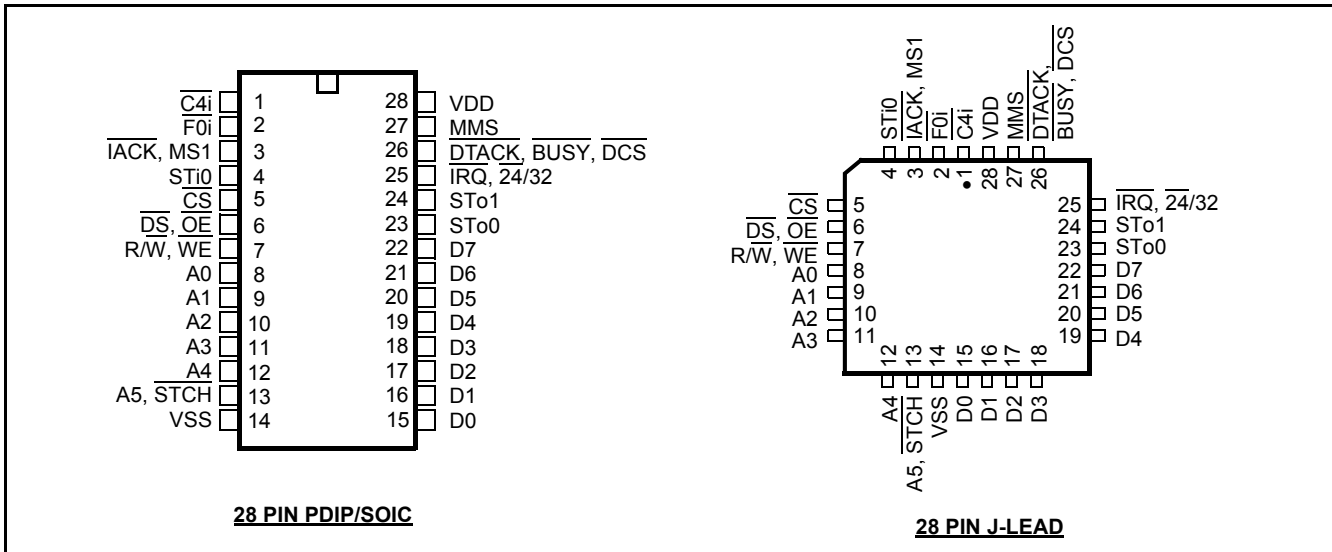 C4i 1 28 VDD
F0i 2 27 MMS
IACK, MS1 3 26 DTACK, BUSY, DCS
STi0 4 25 IRQ, 24/32
CS 5 24 STo1
DS, OE 6 23 STo0
R/W, WE 7 22 D7
A0 8 21 D6
A1 9 20 D5
A2 10 19 D4
A3 11 18 D3
A4 12 17 D2
A5, STCH 13 16 D1
VSS 14 15 D0
28 PIN PDIP/SOIC
STi0 IACK, MS1 F0i C4i VDD MMS DTACK, BUSY, DCS
4 3 2 1 28 27 26
CS 5 25 IRQ, 24/32
DS, OE 6 24 STo1
R/W, WE 7 23 STo0
A0 8 22 D7
A1 9 21 D6
A2 10 20 D5
A3 11 19 D4
12 13 14 15 16 17 18
A4 A5, STCH VSS D0 D1 D2 D3
28 PIN J-LEAD